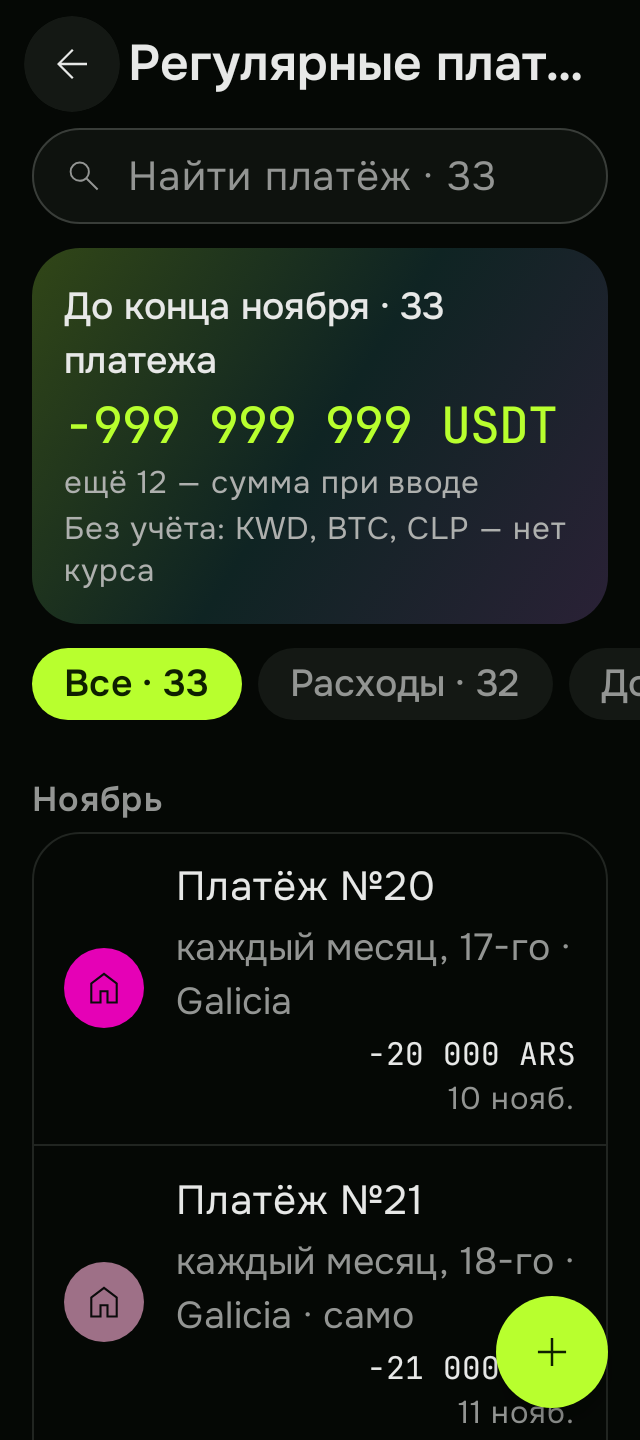 Регулярные плат...
Найти платёж · 33
До конца ноября · 33
платежа
-999 999 999 USDT
ещё 12 — сумма при вводе
Без учёта: KWD, BTC, CLP — нет
курса
Все · 33 Расходы · 32 До
Ноябрь
Платёж №20
каждый месяц, 17-го ·
Galicia
-20 000 ARS
10 нояб.
Платёж №21
каждый месяц, 18-го ·
Galicia · само
-21 000
11 нояб.